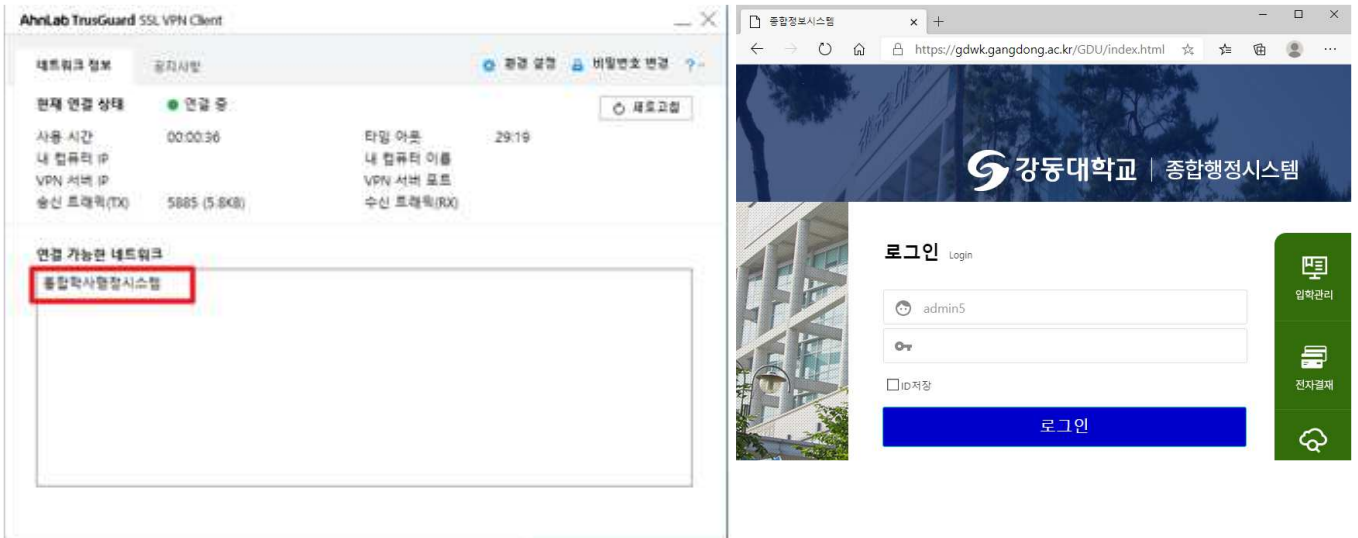 AhnLab TrusGuard SSL VPN Client
네트워크 정보 공지사항 환경 설정 비밀번호 변경 ?
현재 연결 상태 연결 중 새로고침
사용 시간 00:00:36 타임 아웃 29:19
내 컴퓨터 IP 내 컴퓨터 이름
VPN 서버 IP VPN 서버 포트
송신 트래픽(TX) 5885 (5.8KB) 수신 트래픽(RX)
연결 가능한 네트워크
통합학사행정시스템
종합정보시스템
https://gdwk.gangdong.ac.kr/GDU/index.html
강동대학교 | 종합행정시스템
로그인 Login
admin5
ID저장
로그인
입학관리
전자결재